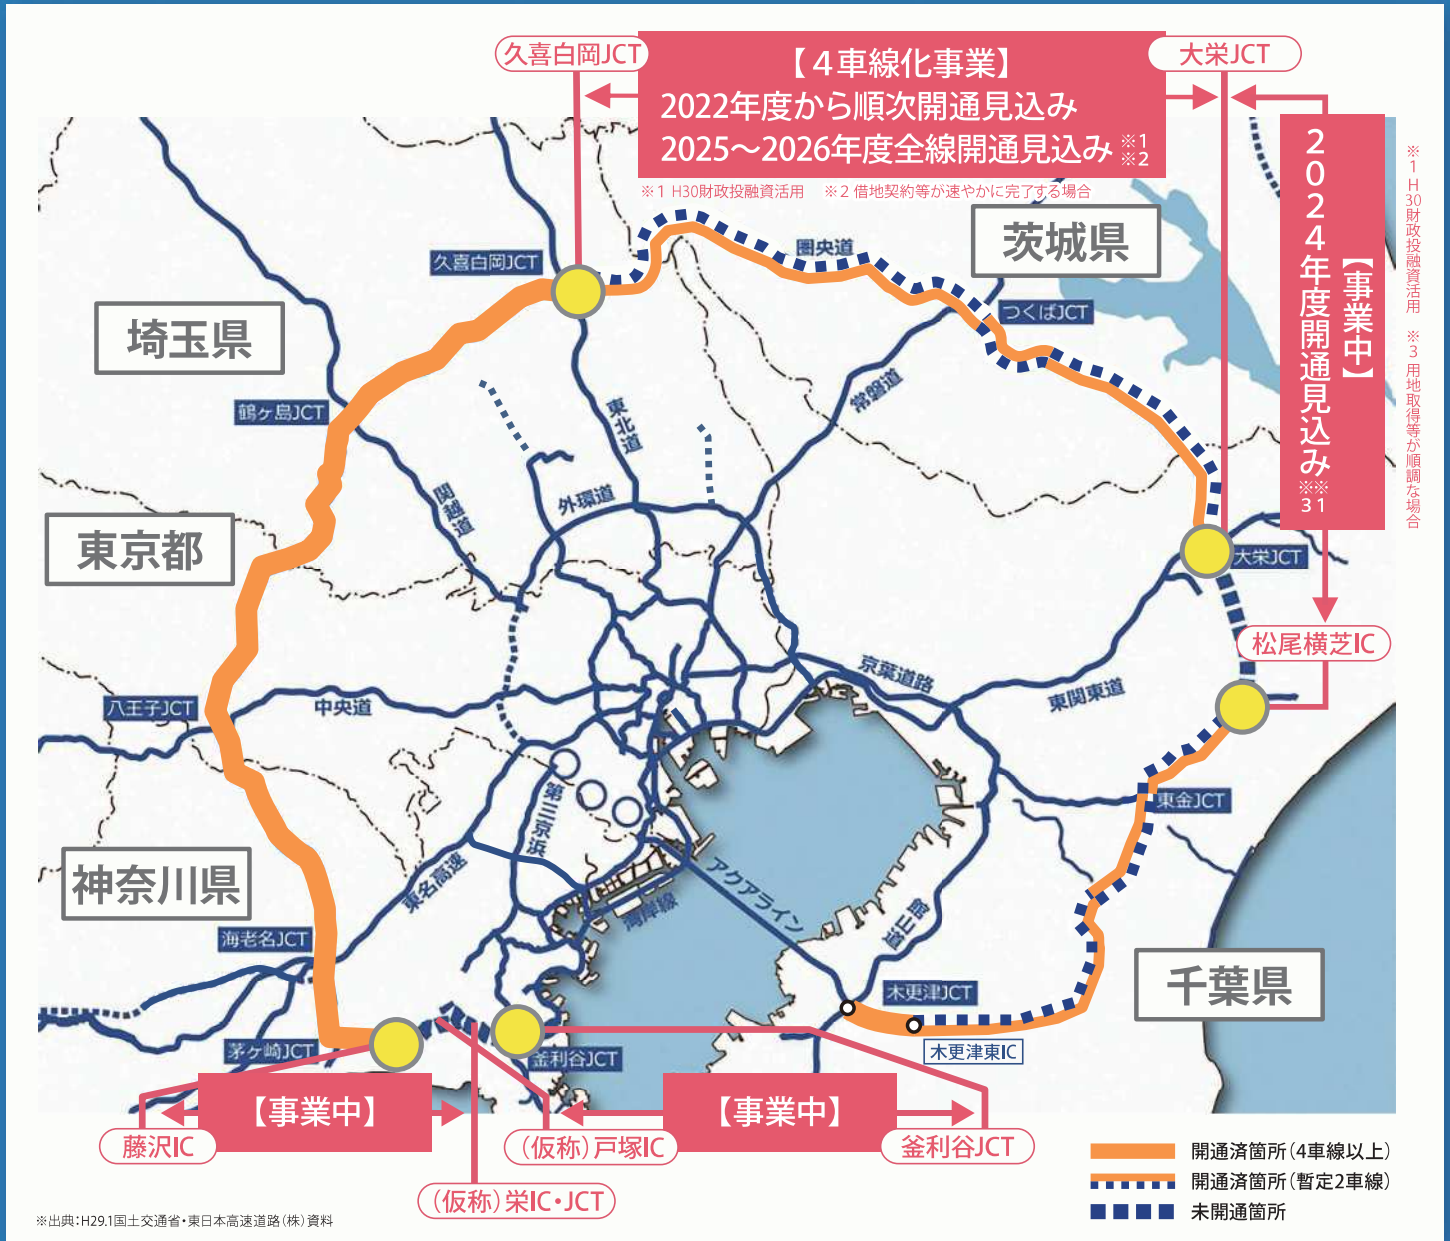 久喜白岡JCT
【４車線化事業】
2022年度から順次開通見込み
2025〜2026年度全線開通見込み ※1 ※2
大栄JCT
※1 H30財政投融資活用　※2 借地契約等が速やかに完了する場合
【事業中】
2024年度開通見込み ※1 ※3
※1 H30財政投融資活用　※3 用地取得等が順調な場合
茨城県
圏央道
久喜白岡JCT
つくばJCT
埼玉県
鶴ヶ島JCT
東北道
常磐道
関越道
外環道
東京都
大栄JCT
松尾横芝IC
京葉道路
東関東道
八王子JCT
中央道
第三京浜
東金JCT
神奈川県
東名高速
アクアライン
館山道
湾岸線
海老名JCT
千葉県
木更津JCT
木更津東IC
茅ヶ崎JCT
釜利谷JCT
【事業中】
【事業中】
藤沢IC
(仮称)戸塚IC
釜利谷JCT
(仮称)栄IC・JCT
開通済箇所(4車線以上)
開通済箇所(暫定2車線)
未開通箇所
※出典:H29.1国土交通省・東日本高速道路(株)資料